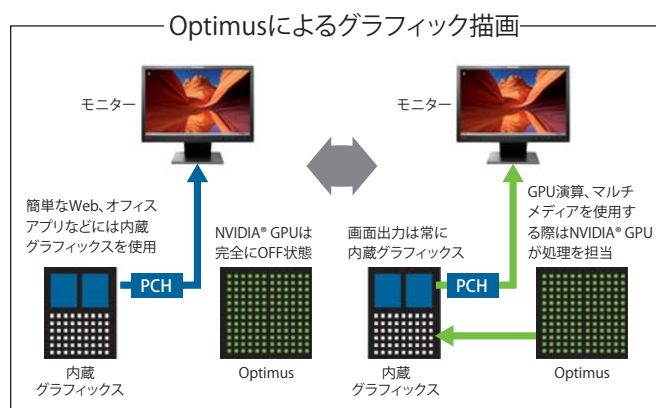 Optimusによるグラフィック描画
モニター
簡単なWeb、オフィス
アプリなどには内蔵
グラフィックスを使用
NVIDIA® GPUは
完全にOFF状態
PCH
内蔵
グラフィックス
Optimus
モニター
画面出力は常に
内蔵グラフィックス
GPU演算、マルチ
メディアを使用す
る際はNVIDIA® GPU
が処理を担当
PCH
内蔵
グラフィックス
Optimus